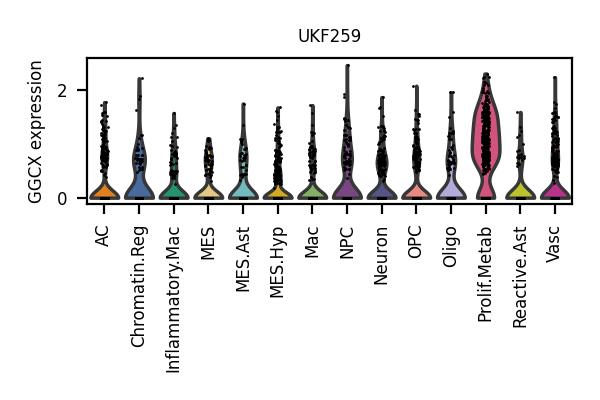 UKF259
GGCX expression
2
0
AC
Chromatin.Reg
Inflammatory.Mac
MES
MES.Ast
MES.Hyp
Mac
NPC
Neuron
OPC
Oligo
Prolif.Metab
Reactive.Ast
Vasc